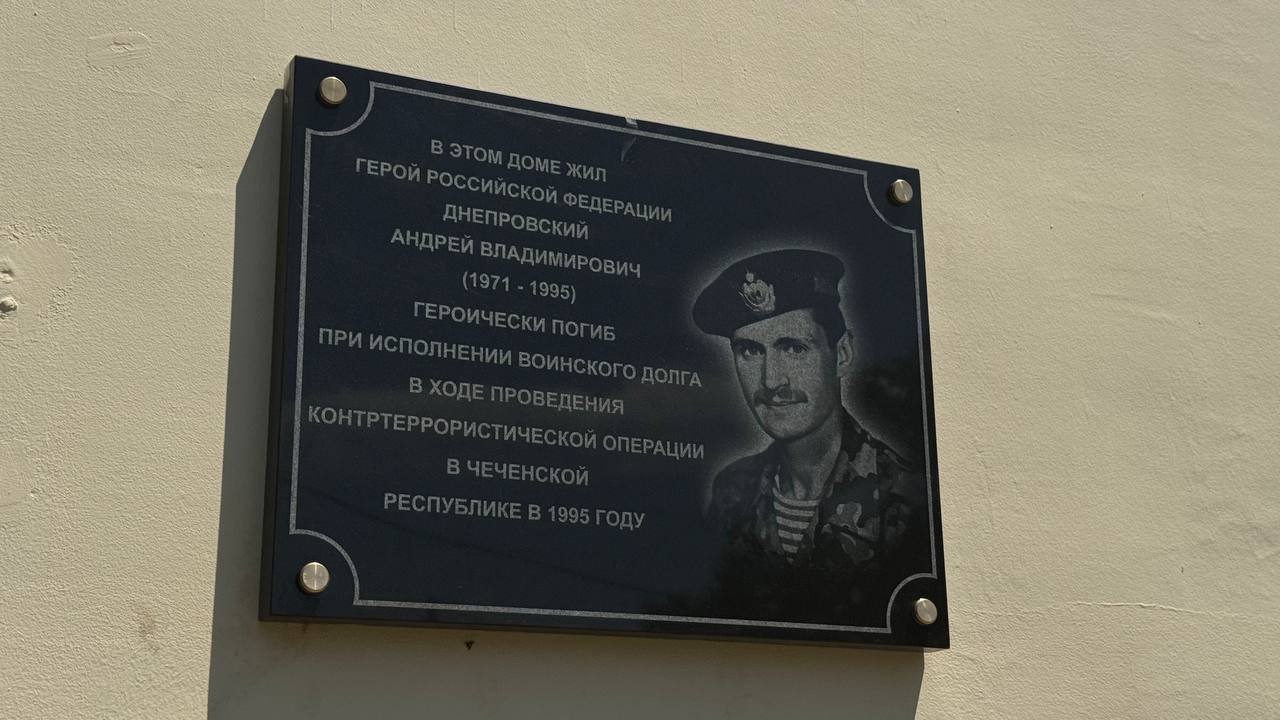 В ЭТОМ ДОМЕ ЖИЛ
ГЕРОЙ РОССИЙСКОЙ ФЕДЕРАЦИИ
ДНЕПРОВСКИЙ
АНДРЕЙ ВЛАДИМИРОВИЧ
(1971 - 1995)
ГЕРОИЧЕСКИ ПОГИБ
ПРИ ИСПОЛНЕНИИ ВОИНСКОГО ДОЛГА
В ХОДЕ ПРОВЕДЕНИЯ
КОНТРТЕРРОРИСТИЧЕСКОЙ ОПЕРАЦИИ
В ЧЕЧЕНСКОЙ
РЕСПУБЛИКЕ В 1995 ГОДУ